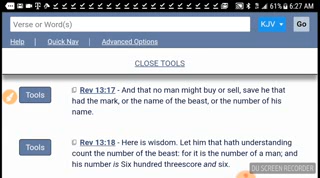 61% 6:27 AM
Verse or Word(s) KJV Go
Help | Quick Nav | Advanced Options
CLOSE TOOLS
Tools Rev 13:17 - And that no man might buy or sell, save he that
had the mark, or the name of the beast, or the number of his
name.
Tools Rev 13:18 - Here is wisdom. Let him that hath understanding
count the number of the beast: for it is the number of a man; and
his number is Six hundred threescore and six.
DU SCREEN RECORDER